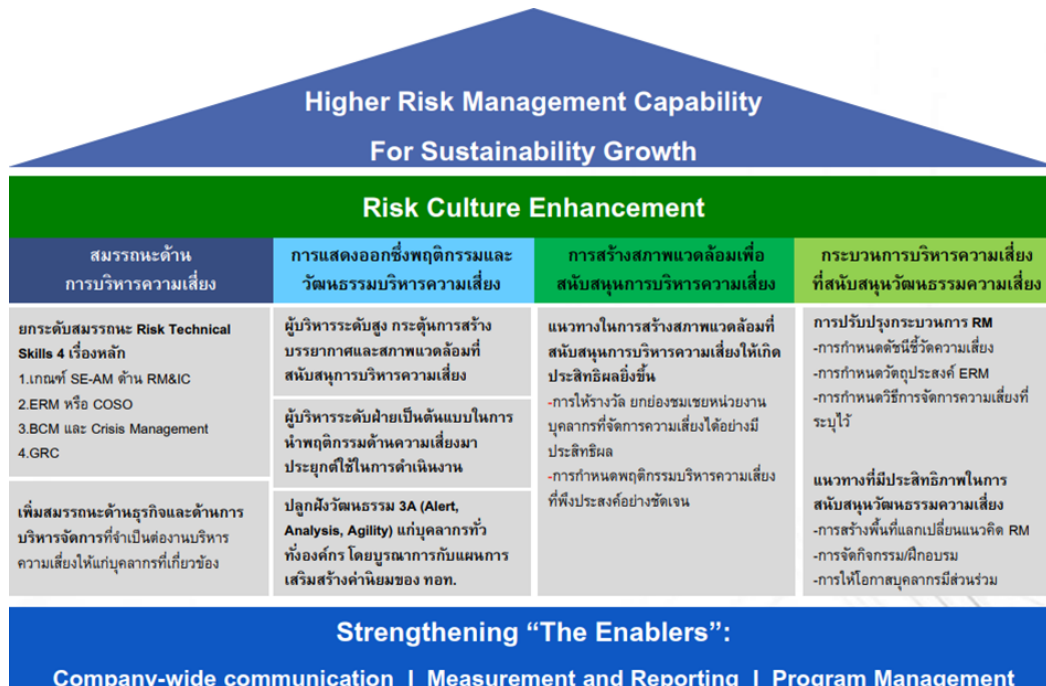 Higher Risk Management Capability
For Sustainability Growth
Risk Culture Enhancement
สมรรถนะด้าน
การบริหารความเสี่ยง
ยกระดับสมรรถนะ Risk Technical
Skills 4 เรื่องหลัก
1.เกณฑ์ SE-AM ด้าน RM&IC
2.ERM หรือ COSO
3.BCM และ Crisis Management
4.GRC
เพิ่มสมรรถนะด้านธุรกิจและด้านการ
บริหารจัดการที่จำเป็นต่องานบริหาร
ความเสี่ยงให้แก่บุคลากรที่เกี่ยวข้อง
การแสดงออกซึ่งพฤติกรรมและ
วัฒนธรรมบริหารความเสี่ยง
ผู้บริหารระดับสูง กระตุ้นการสร้าง
บรรยากาศและสภาพแวดล้อมที่
สนับสนุการบริหารความเสี่ยง
ผู้บริหารระดับฝ่ายเป็นต้นแบบในการ
นำพฤติกรรมด้านความเสี่ยงมา
ประยุกต์ใช้ในการดำเนินงาน
ปลูกฝังวัฒนธรรม 3A (Alert,
Analysis, Agility) แก่บุคลากรทั่ว
ทั้งองค์กร โดยบูรณาการกับแผนการ
เสริมสร้างค่านิยมของ ทอท.
การสร้างสภาพแวดล้อมเพื่อ
สนับสนุนการบริหารความเสี่ยง
แนวทางในการสร้างสภาพแวดล้อมที่
สนับสนุนการบริหารความเสี่ยงให้เกิด
ประสิทธิผลยิ่งขึ้น
-การให้รางวัล ยกย่องชมเชยหน่วยงาน
บุคลากรที่จัดการความเสี่ยงได้อย่างมี
ประสิทธิผล
-การกำหนดพฤติกรรมบริหารความเสี่ยง
ที่พึงประสงค์อย่างชัดเจน
กระบวนการบริหารความเสี่ยง
ที่สนับสนุนวัฒนธรรมความเสี่ยง
การปรับปรุงกระบวนการ RM
-การกำหนดดัชนีชี้วัดความเสี่ยง
-การกำหนดวัตถุประสงค์ ERM
-การกำหนดวิธีการจัดการความเสี่ยงที่
ระบุไว้
แนวทางที่มีประสิทธิภาพในการ
สนับสนุนวัฒนธรรมความเสี่ยง
-การสร้างพื้นที่แลกเปลี่ยนแนวคิด RM
-การจัดกิจกรรม/ฝึกอบรม
-การให้โอกาสบุคลากรมีส่วนร่วม
Strengthening “The Enablers”:
Company-wide communication | Measurement and Reporting | Program Management